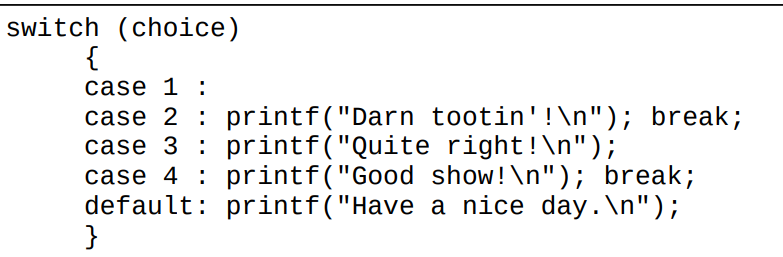 switch (choice)
{
case 1 :
case 2 : printf("Darn tootin'!\n"); break;
case 3 : printf("Quite right!\n");
case 4 : printf("Good show!\n"); break;
default: printf("Have a nice day.\n");
}